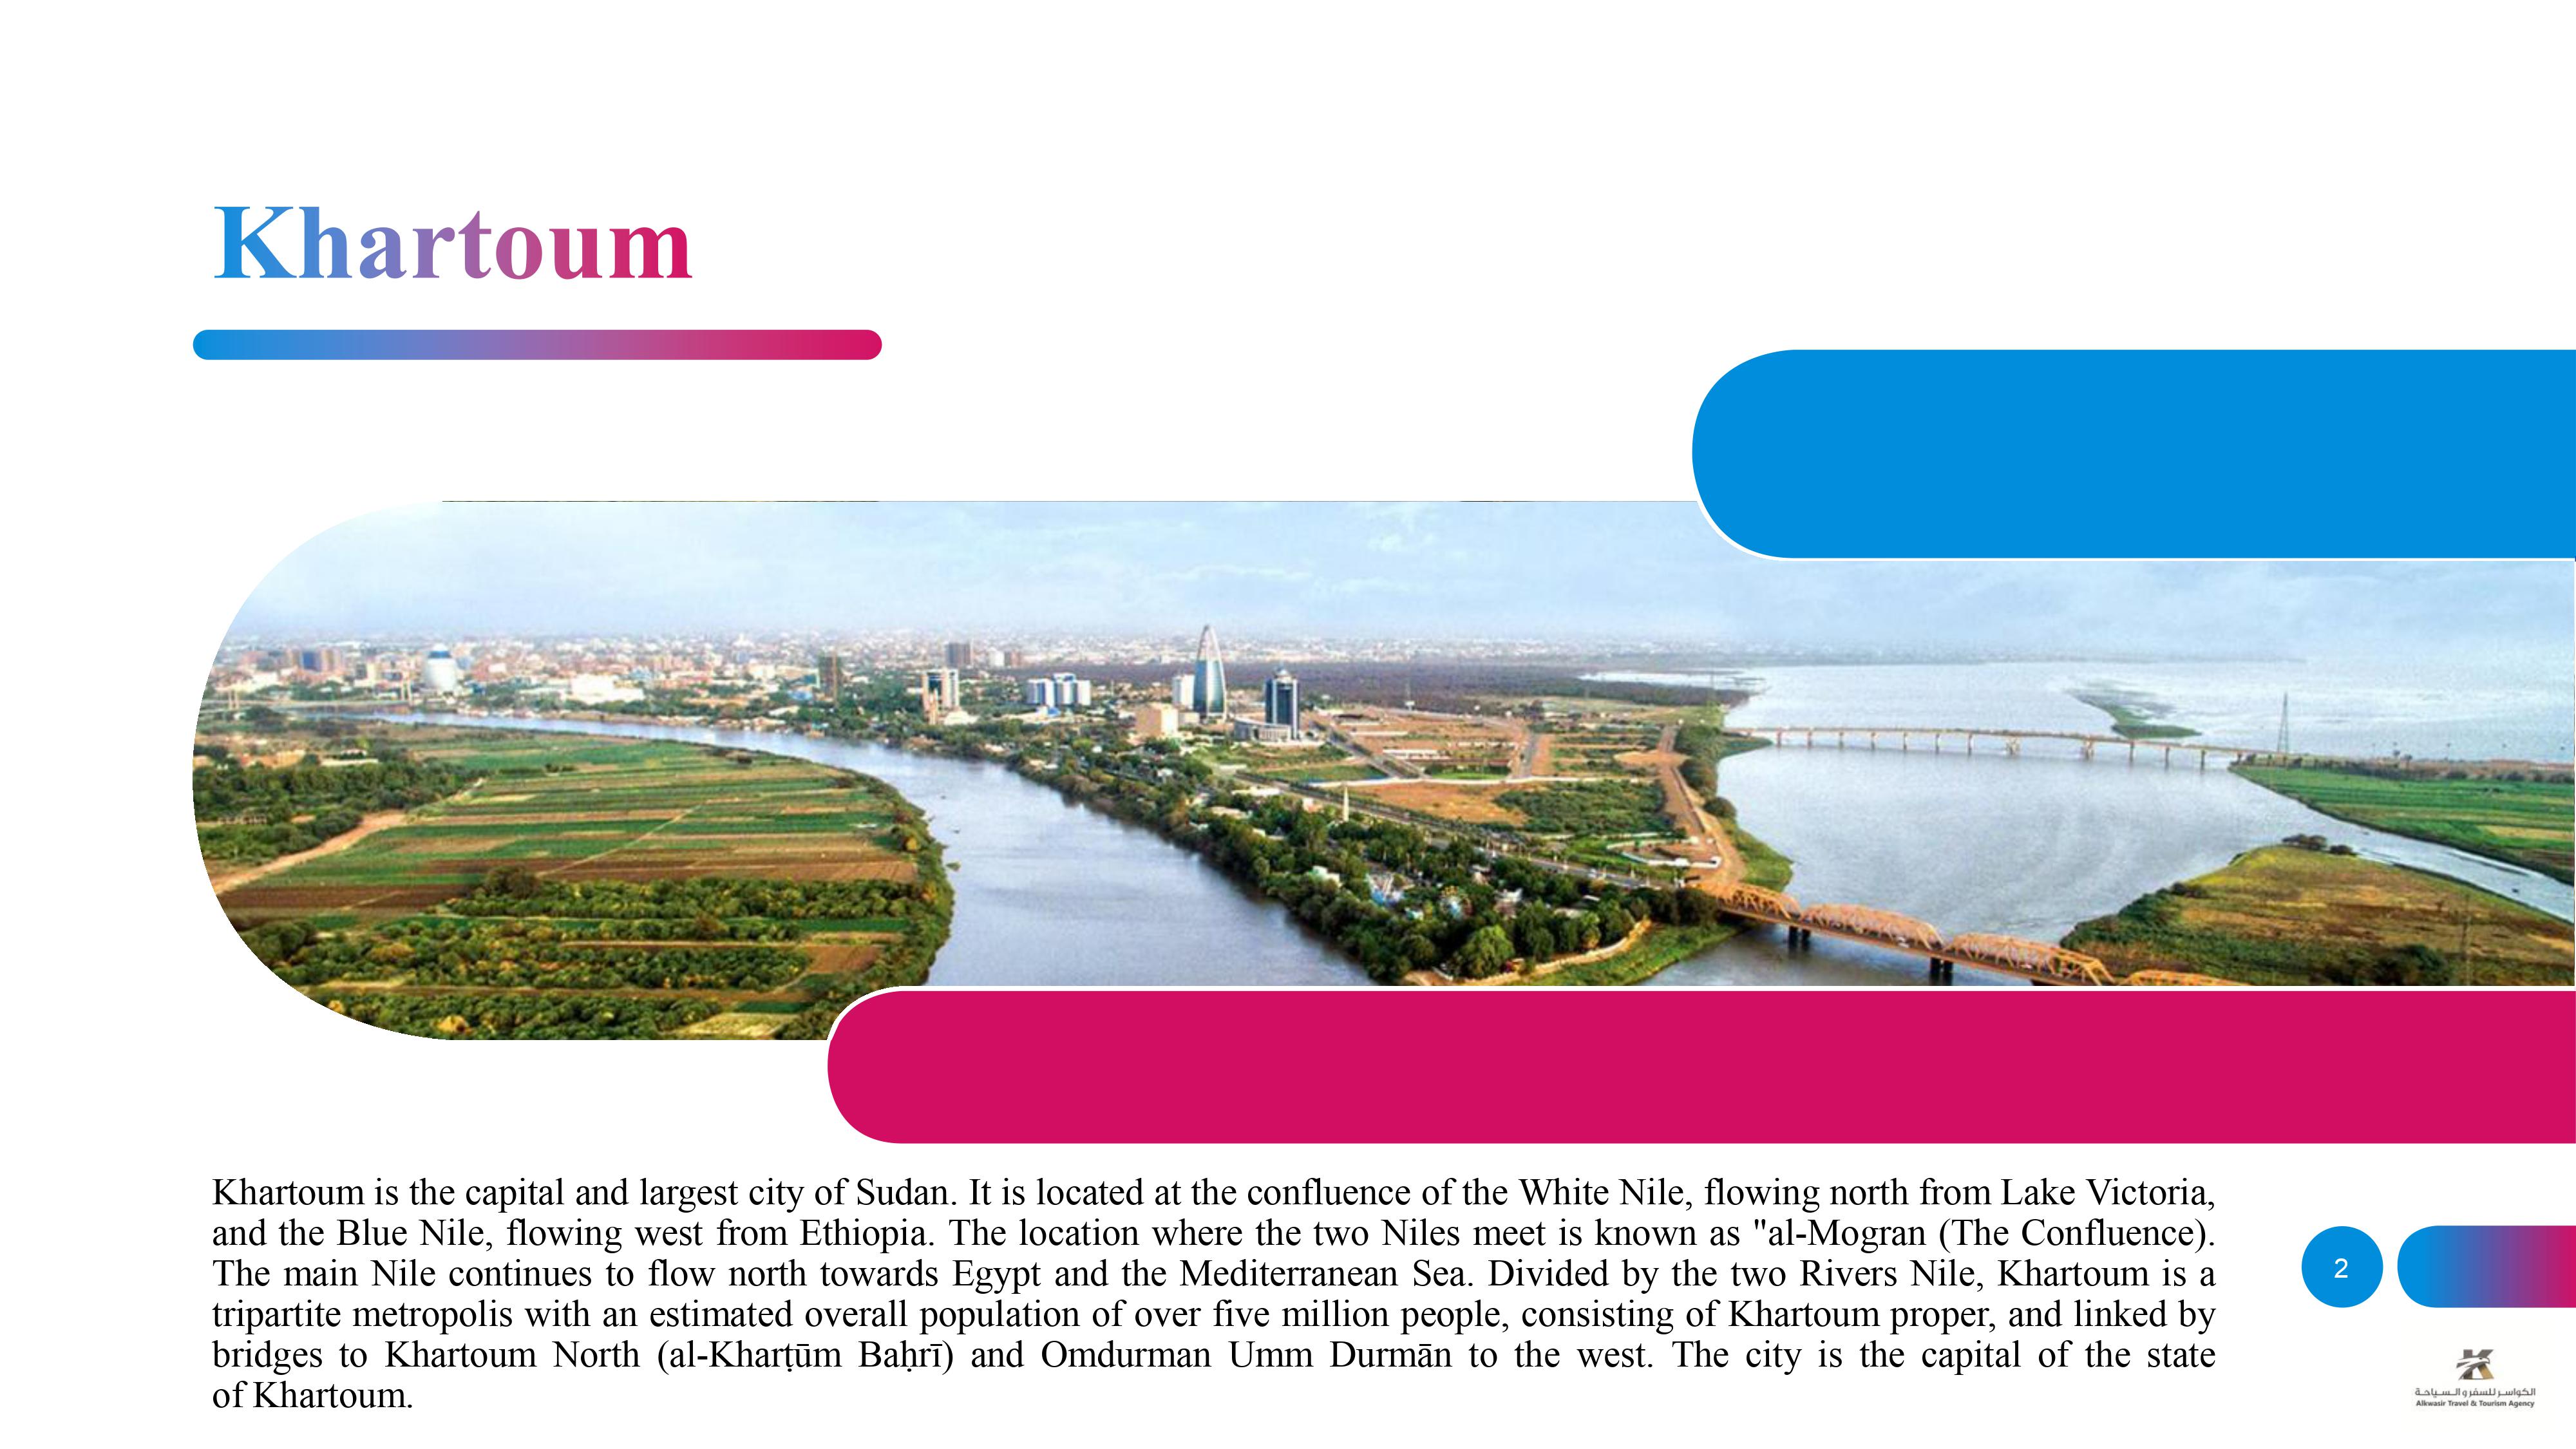 Khartoum
Khartoum is the capital and largest city of Sudan. It is located at the confluence of the White Nile, flowing north from Lake Victoria,
and the Blue Nile, flowing west from Ethiopia. The location where the two Niles meet is known as "al-Mogran (The Confluence).
The main Nile continues to flow north towards Egypt and the Mediterranean Sea. Divided by the two Rivers Nile, Khartoum is a
tripartite metropolis with an estimated overall population of over five million people, consisting of Khartoum proper, and linked by
bridges to Khartoum North (al-Kharṭūm Baḥrī) and Omdurman Umm Durmān to the west. The city is the capital of the state
of Khartoum.
2
الكواسر للسفر و السياحة
Alkwasir Travel & Tourism Agency